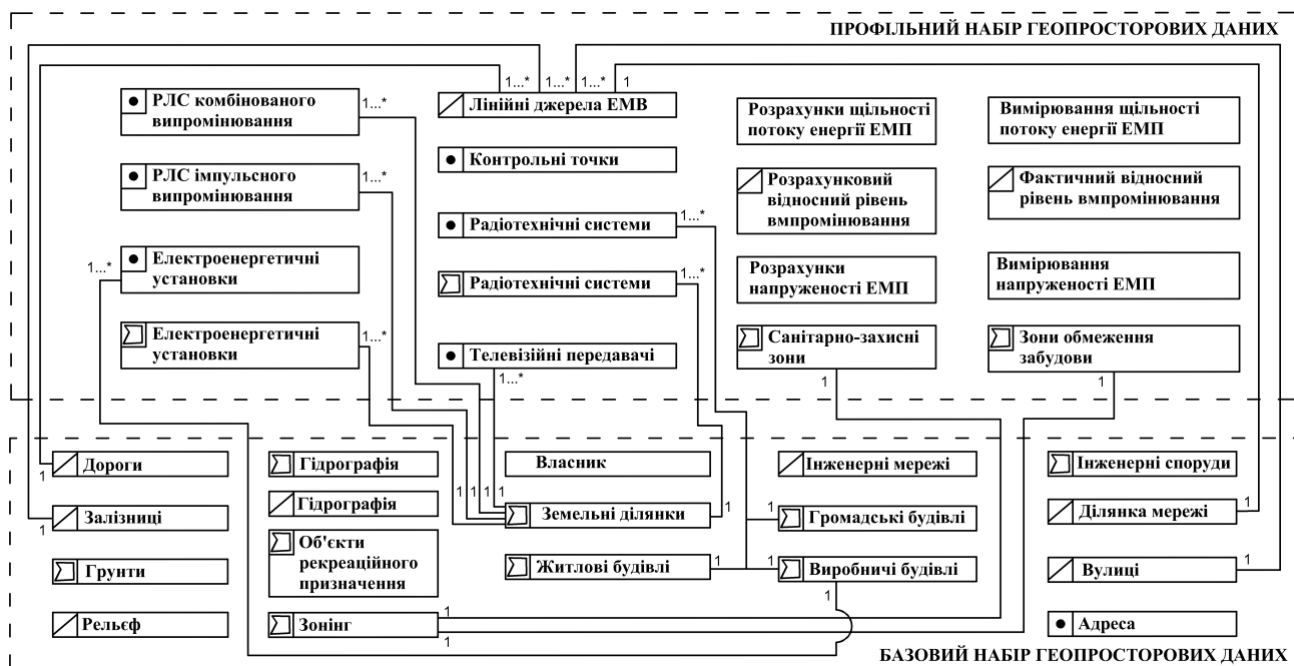 ПРОФІЛЬНИЙ НАБІР ГЕОПРОСТОРОВИХ ДАНИХ
1...*
1...*
1...*
1
РЛС комбінованого
випромінювання
1...*
РЛС імпульсного
випромінювання
1...*
Електроенергетичні
установки
1...*
Електроенергетичні
установки
1...*
Лінійні джерела ЕМВ
Контрольні точки
Радіотехнічні системи
1...*
Радіотехнічні системи
1...*
Телевізійні передавачі
1...*
Розрахунки щільності
потоку енергії ЕМП
Розрахунковий
відносний рівень
вмпромінювання
Розрахунки
напруженості ЕМП
Санітарно-захисні
зони
1
Вимірювання щільності
потоку енергії ЕМП
Фактичний відносний
рівень вмпромінювання
Вимірювання
напруженості ЕМП
Зони обмеження
забудови
1
Дороги
1
Залізниці
1
Грунти
Рельєф
Гідрографія
Гідрографія
Об'єкти
рекреаційного
призначення
Зонінг
1
1
Власник
1
1
1
1
Земельні ділянки
1
Житлові будівлі
1
Інженерні мережі
1
Громадські будівлі
1
Виробничі будівлі
1
Інженерні споруди
Ділянка мережі
1
Вулиці
1
Адреса
БАЗОВИЙ НАБІР ГЕОПРОСТОРОВИХ ДАНИХ